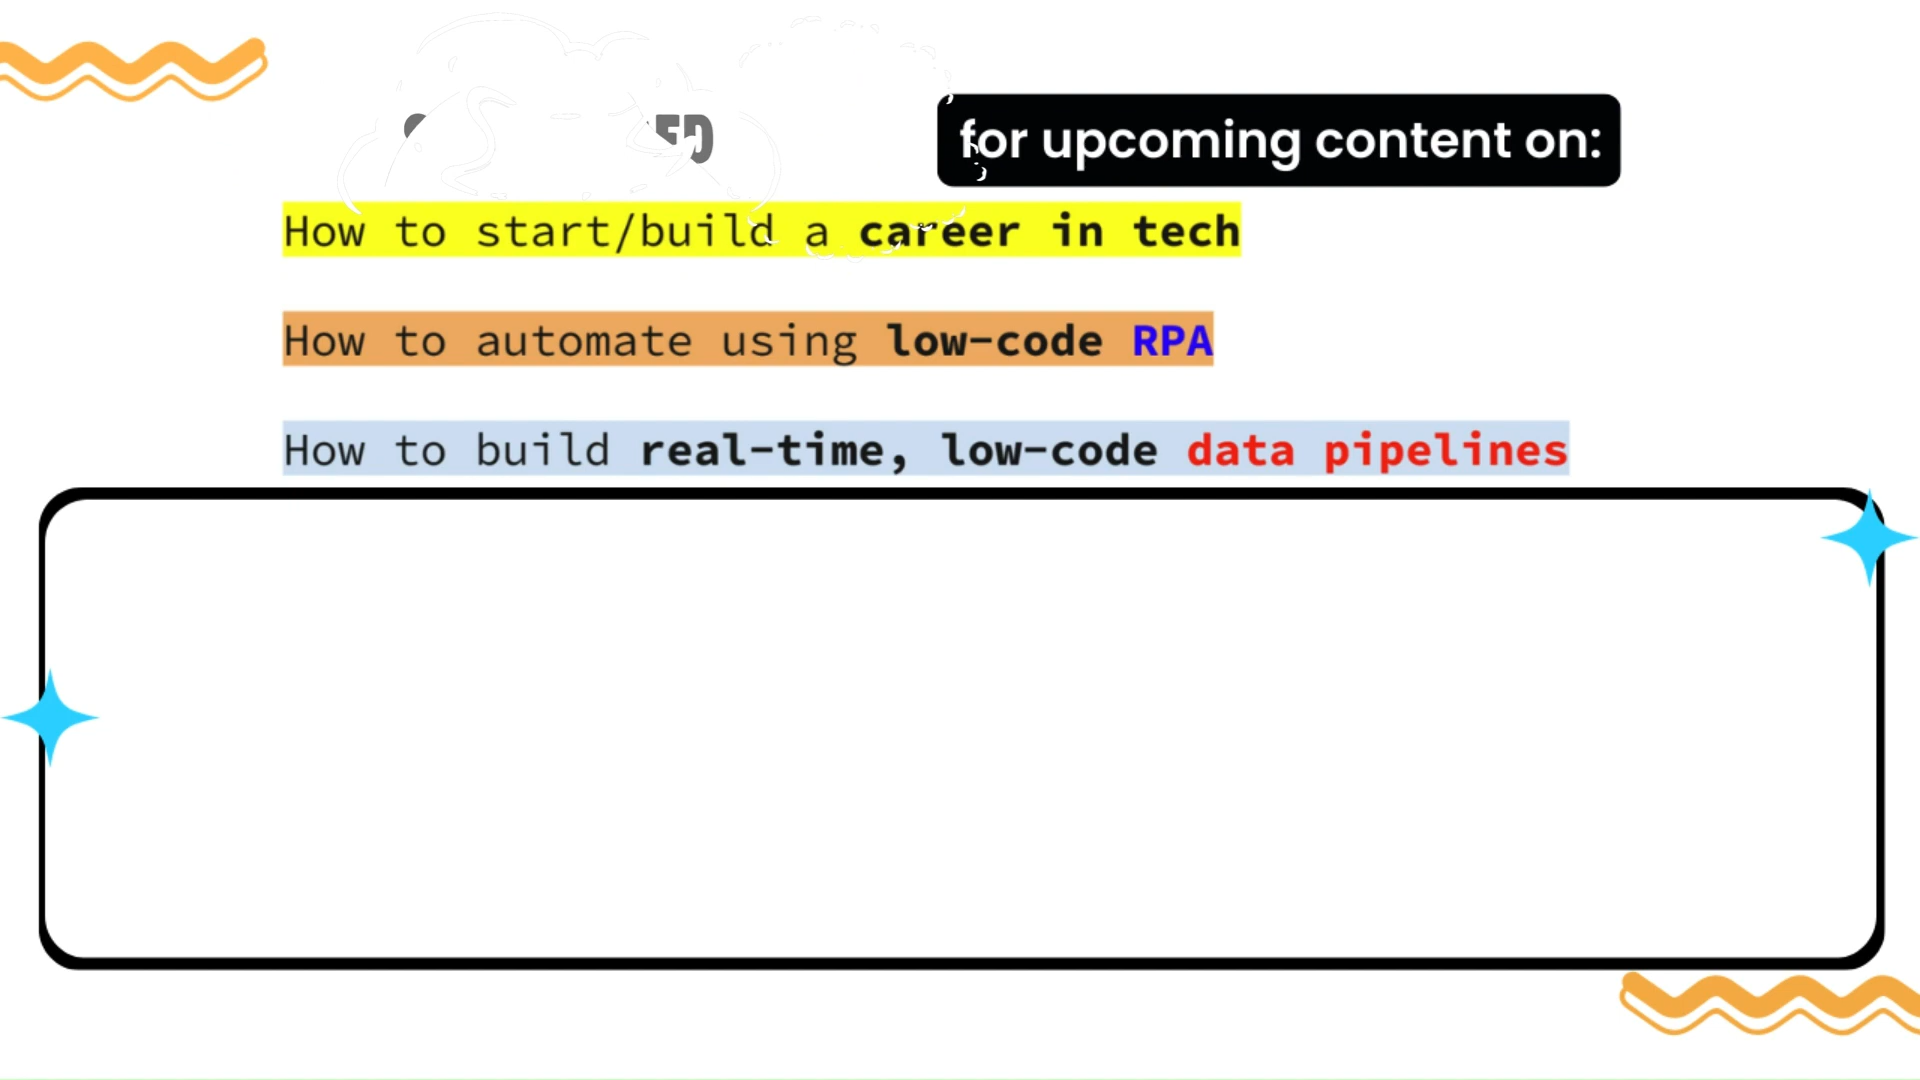 for upcoming content on:
How to start/build a career in tech
How to automate using low-code RPA
How to build real-time, low-code data pipelines